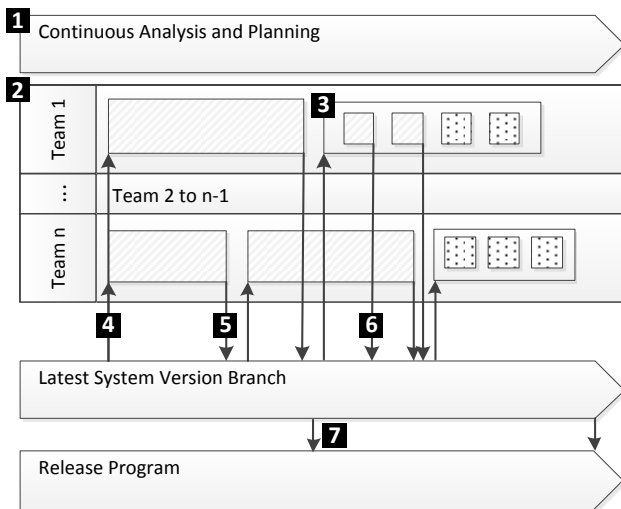 1
Continuous Analysis and Planning
2
Team 1
3
...
Team 2 to n-1
Team n
4
5
6
Latest System Version Branch
7
Release Program